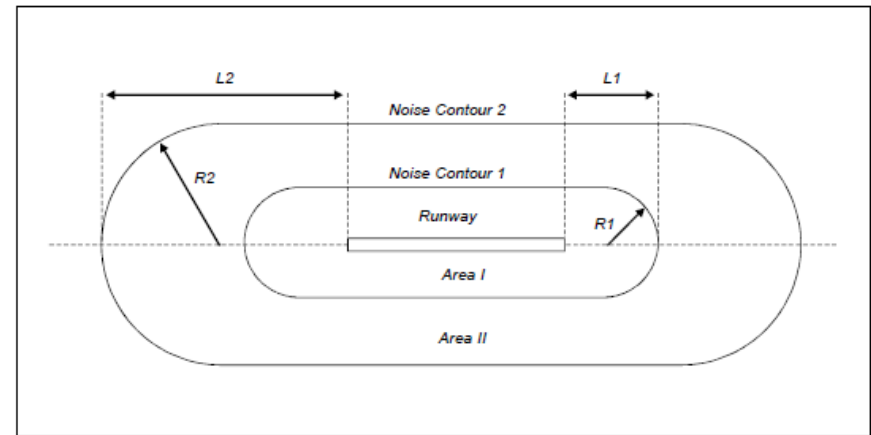 L2
L1
Noise Contour 2
R2
Noise Contour 1
Runway
R1
Area I
Area II